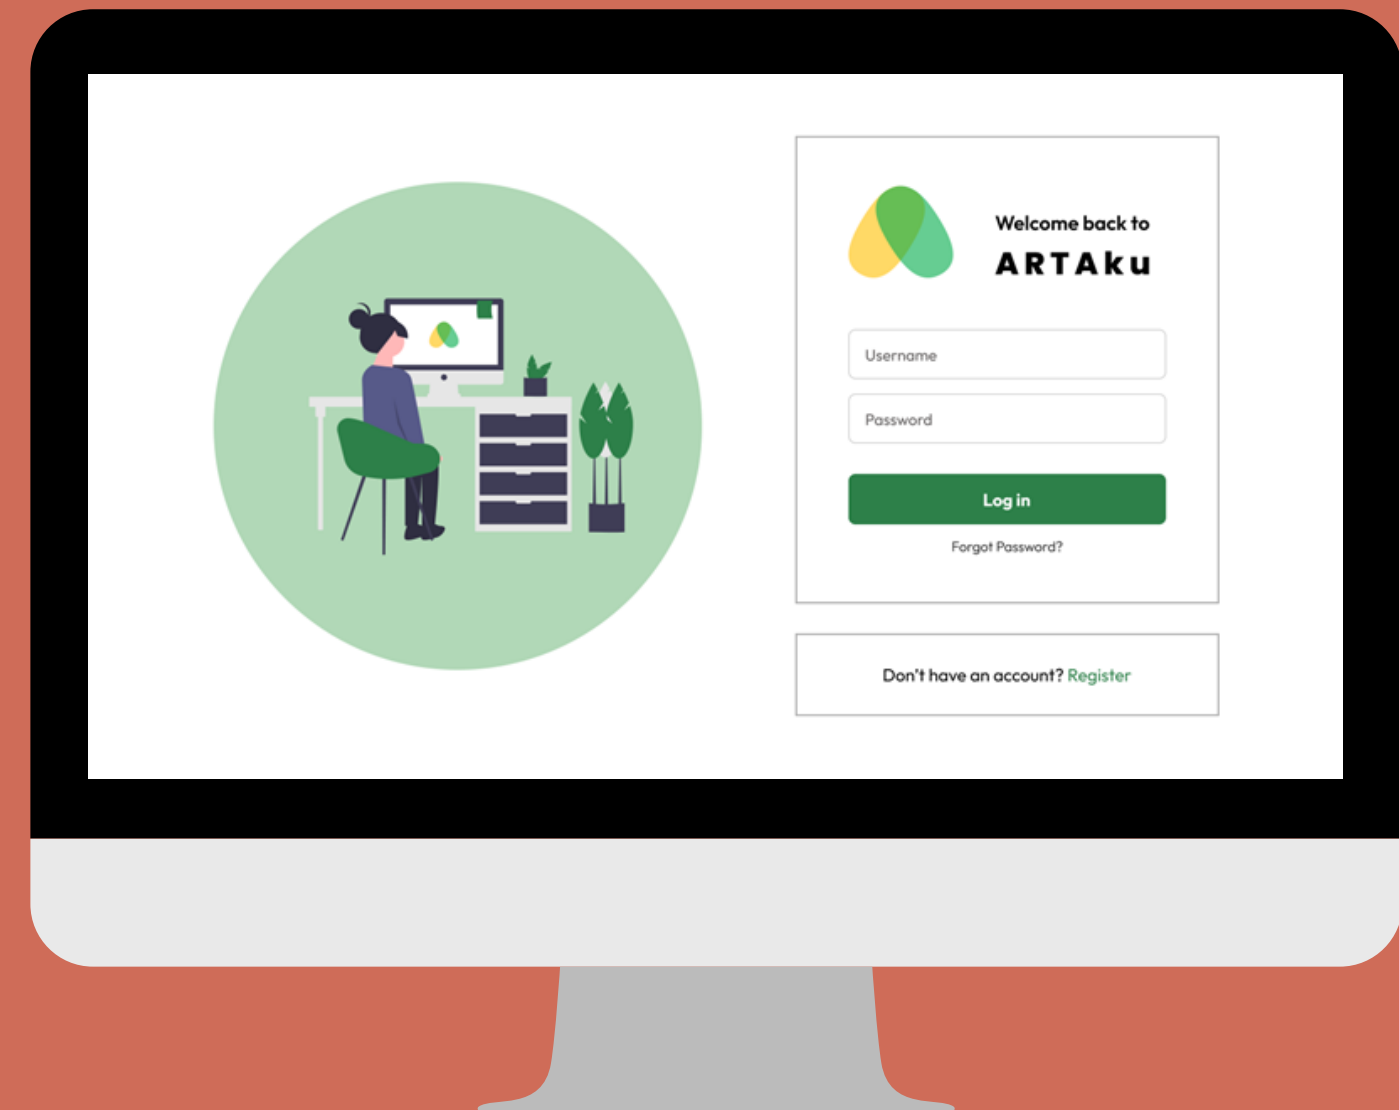 Welcome back to
ARTAku
Username
Password
Log in
Forgot Password?
Don't have an account? Register